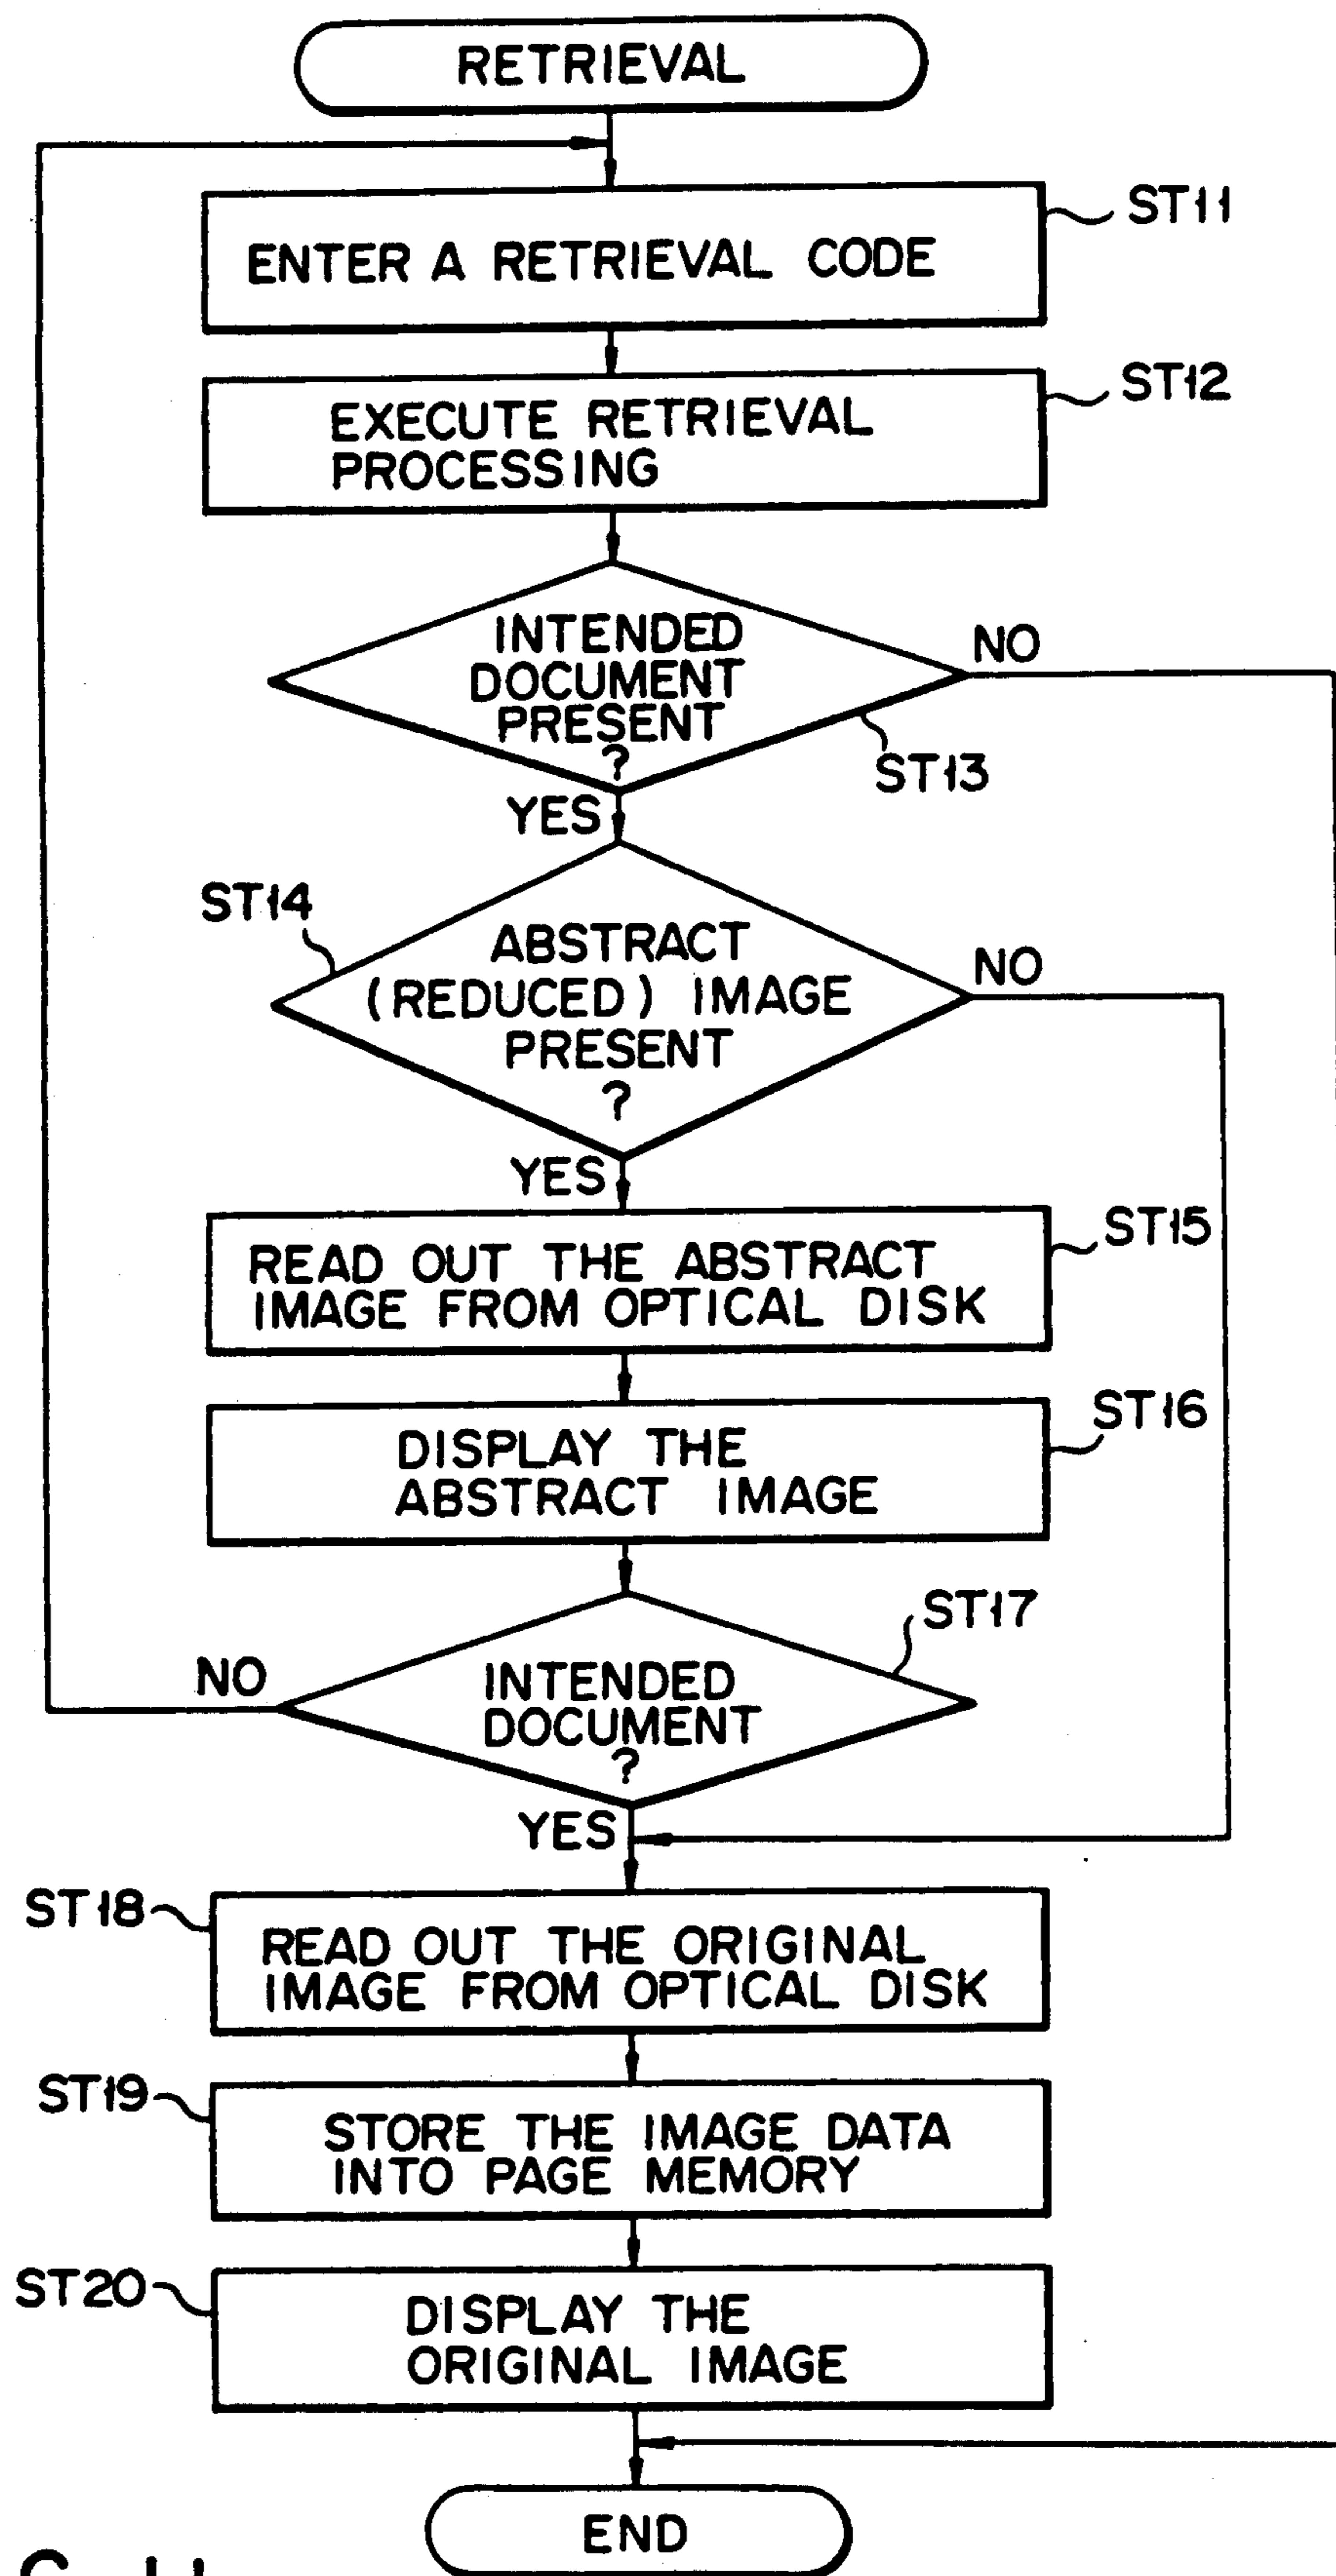 RETRIEVAL
ENTER A RETRIEVAL CODE
ST11
EXECUTE RETRIEVAL
PROCESSING
ST12
INTENDED
DOCUMENT
PRESENT
?
NO
ST13
YES
ST14
ABSTRACT
(REDUCED) IMAGE
PRESENT
?
NO
YES
READ OUT THE ABSTRACT
IMAGE FROM OPTICAL DISK
ST15
DISPLAY THE
ABSTRACT IMAGE
ST16
ST17
INTENDED
DOCUMENT
?
NO
YES
ST18
READ OUT THE ORIGINAL
IMAGE FROM OPTICAL DISK
ST19
STORE THE IMAGE DATA
INTO PAGE MEMORY
ST20
DISPLAY THE
ORIGINAL IMAGE
END